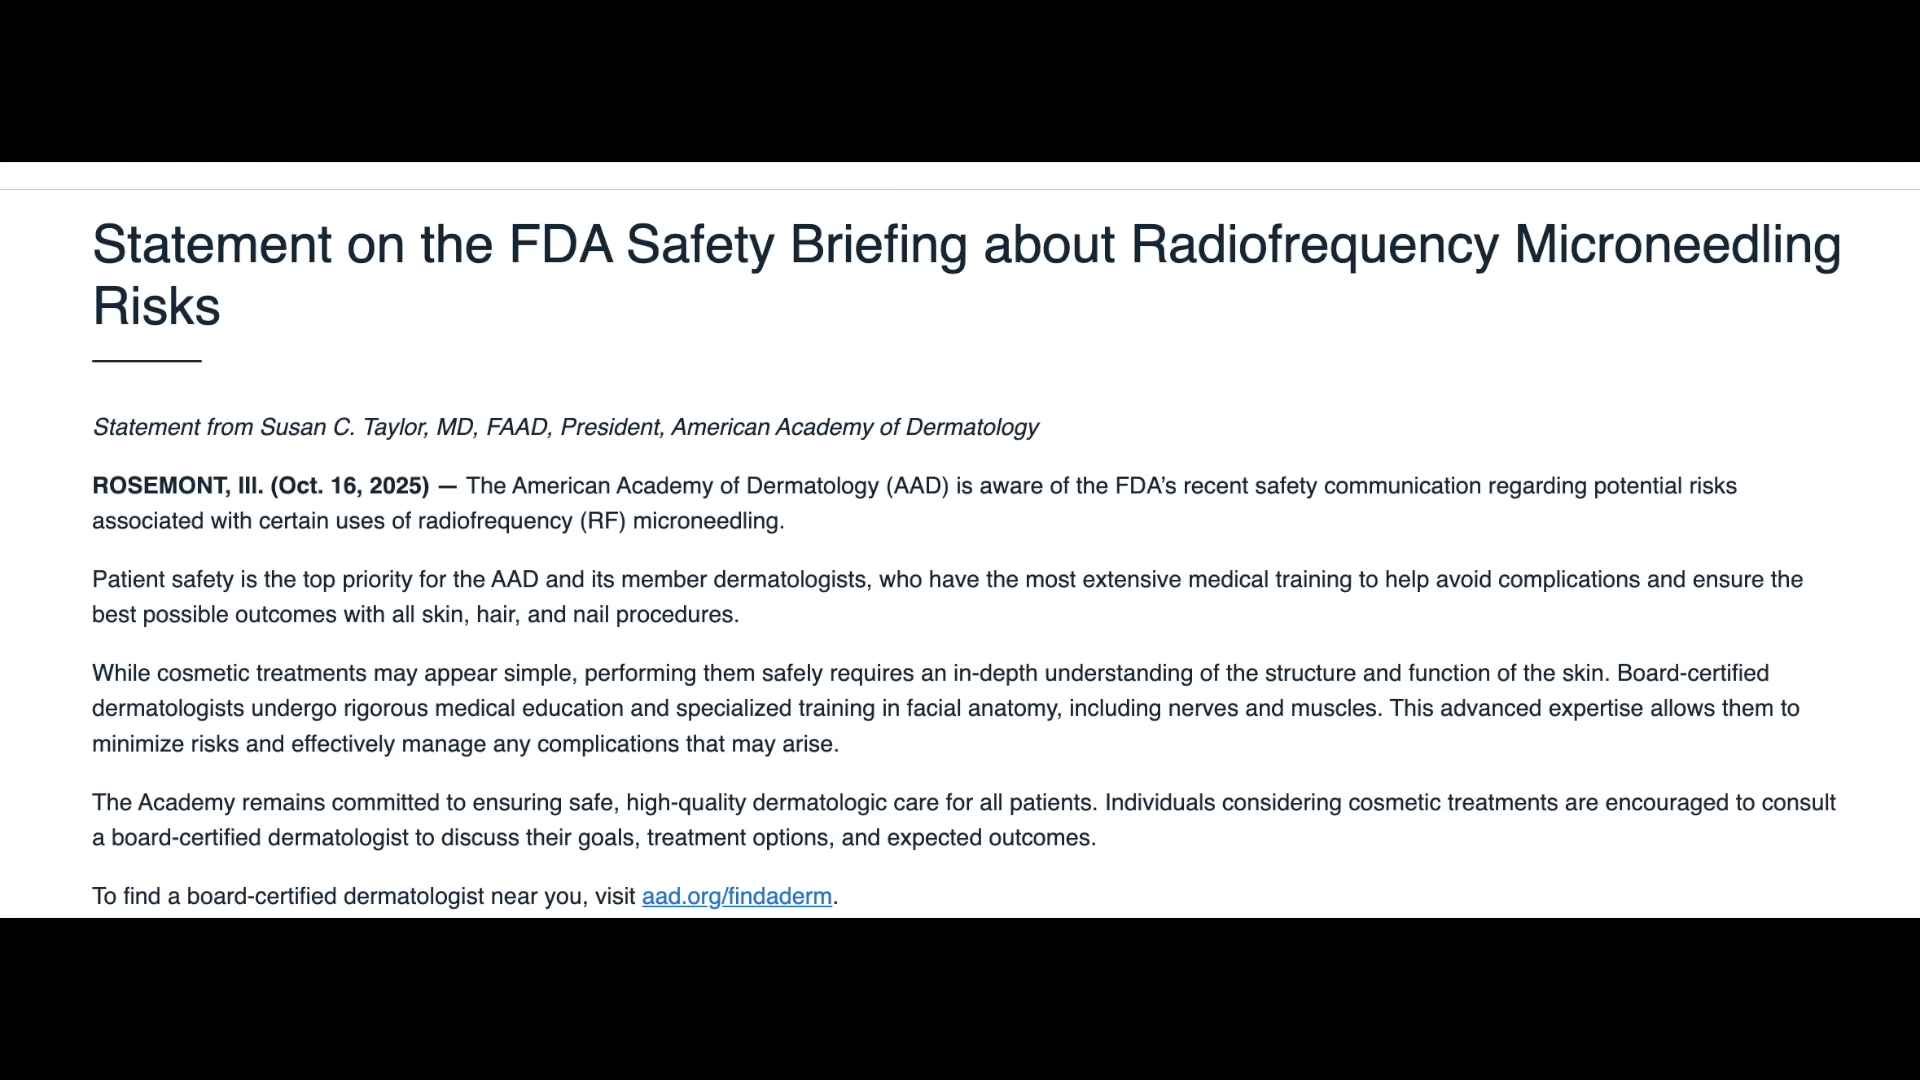 Statement on the FDA Safety Briefing about Radiofrequency Microneedling
Risks
Statement from Susan C. Taylor, MD, FAAD, President, American Academy of Dermatology
ROSEMONT, Ill. (Oct. 16, 2025) — The American Academy of Dermatology (AAD) is aware of the FDA’s recent safety communication regarding potential risks
associated with certain uses of radiofrequency (RF) microneedling.
Patient safety is the top priority for the AAD and its member dermatologists, who have the most extensive medical training to help avoid complications and ensure the
best possible outcomes with all skin, hair, and nail procedures.
While cosmetic treatments may appear simple, performing them safely requires an in-depth understanding of the structure and function of the skin. Board-certified
dermatologists undergo rigorous medical education and specialized training in facial anatomy, including nerves and muscles. This advanced expertise allows them to
minimize risks and effectively manage any complications that may arise.
The Academy remains committed to ensuring safe, high-quality dermatologic care for all patients. Individuals considering cosmetic treatments are encouraged to consult
a board-certified dermatologist to discuss their goals, treatment options, and expected outcomes.
To find a board-certified dermatologist near you, visit aad.org/findaderm.